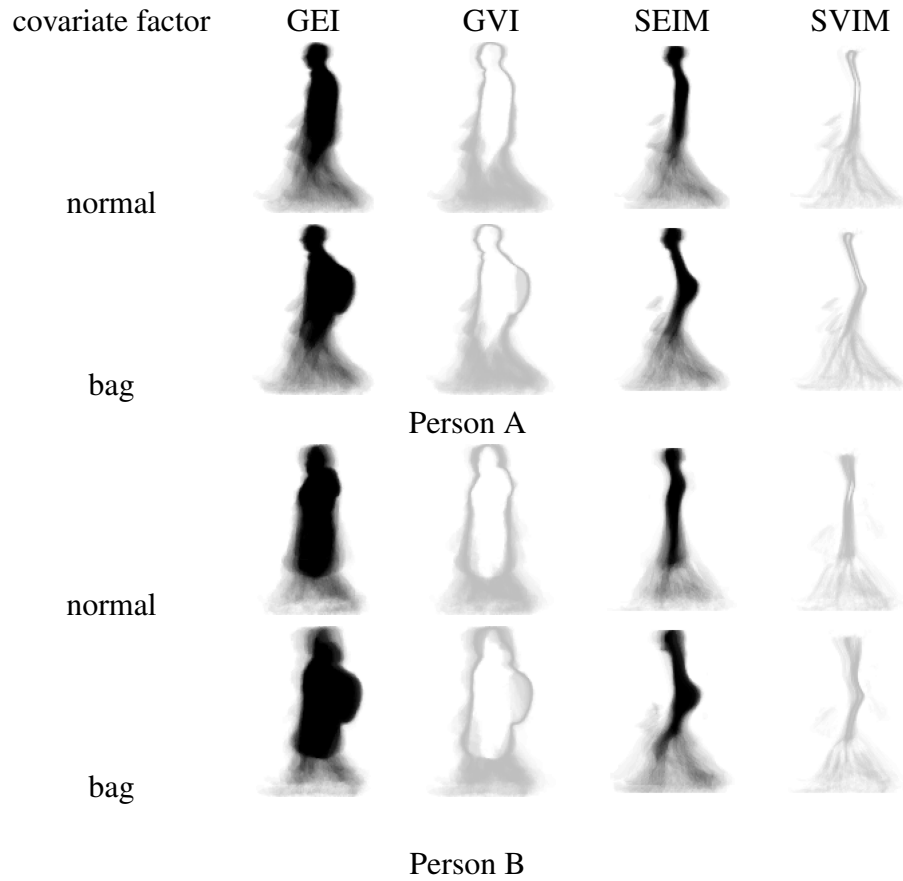 covariate factor GEI GVI SEIM SVIM
normal
bag
Person A
normal
bag
Person B